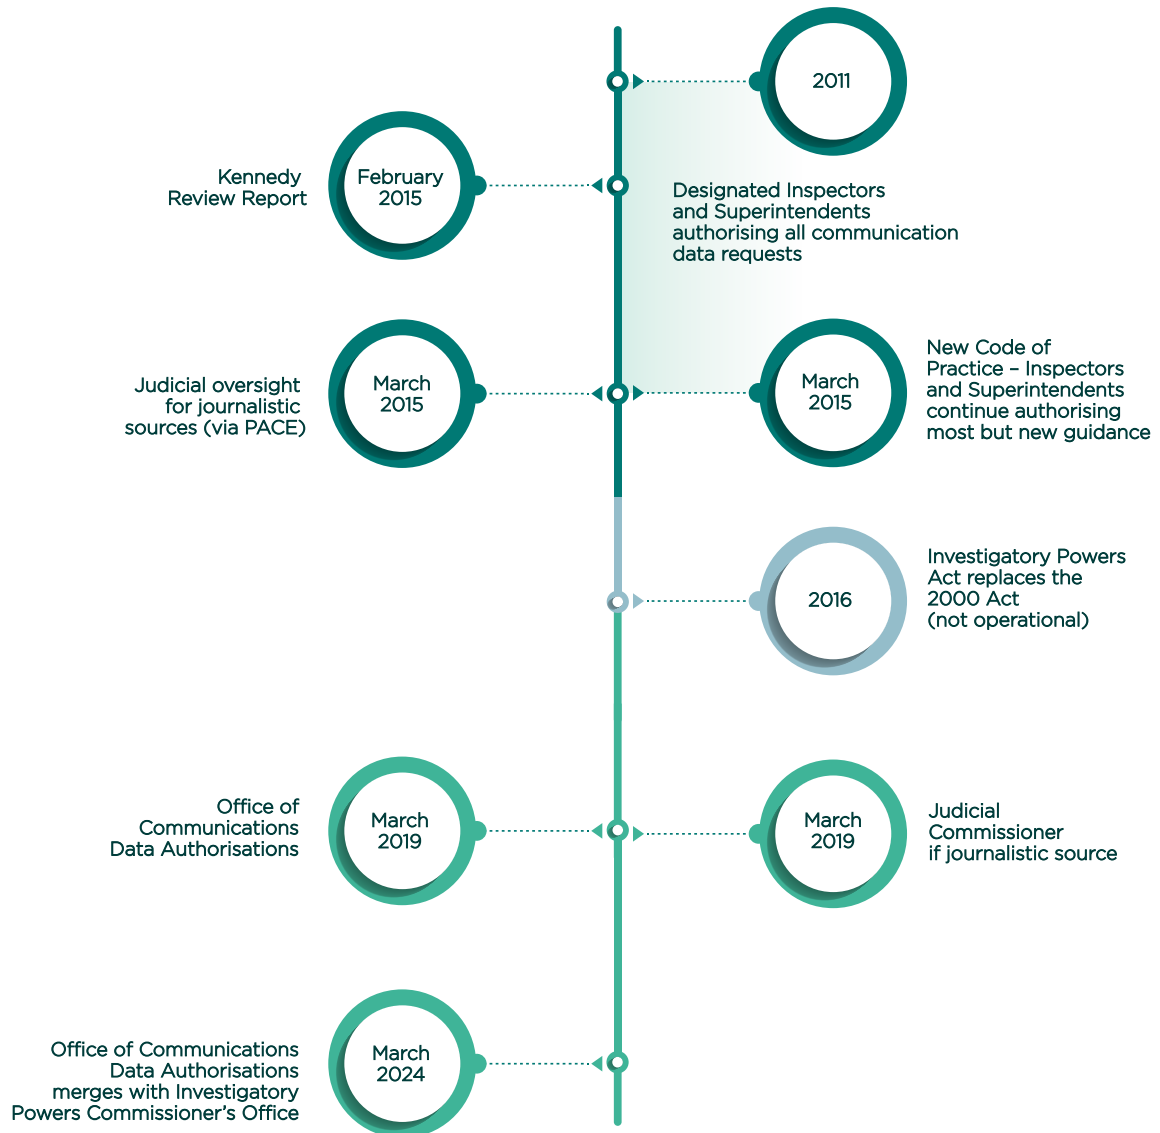 2011
Kennedy
Review Report
February
2015
Designated Inspectors
and Superintendents
authorising all communication
data requests
Judicial oversight
for journalistic
sources (via PACE)
March
2015
March
2015
New Code of
Practice – Inspectors
and Superintendents
continue authorising
most but new guidance
2016
Investigatory Powers
Act replaces the
2000 Act
(not operational)
Office of
Communications
Data Authorisations
March
2019
March
2019
Judicial
Commissioner
if journalistic source
Office of Communications
Data Authorisations
merges with Investigatory
Powers Commissioner’s Office
March
2024